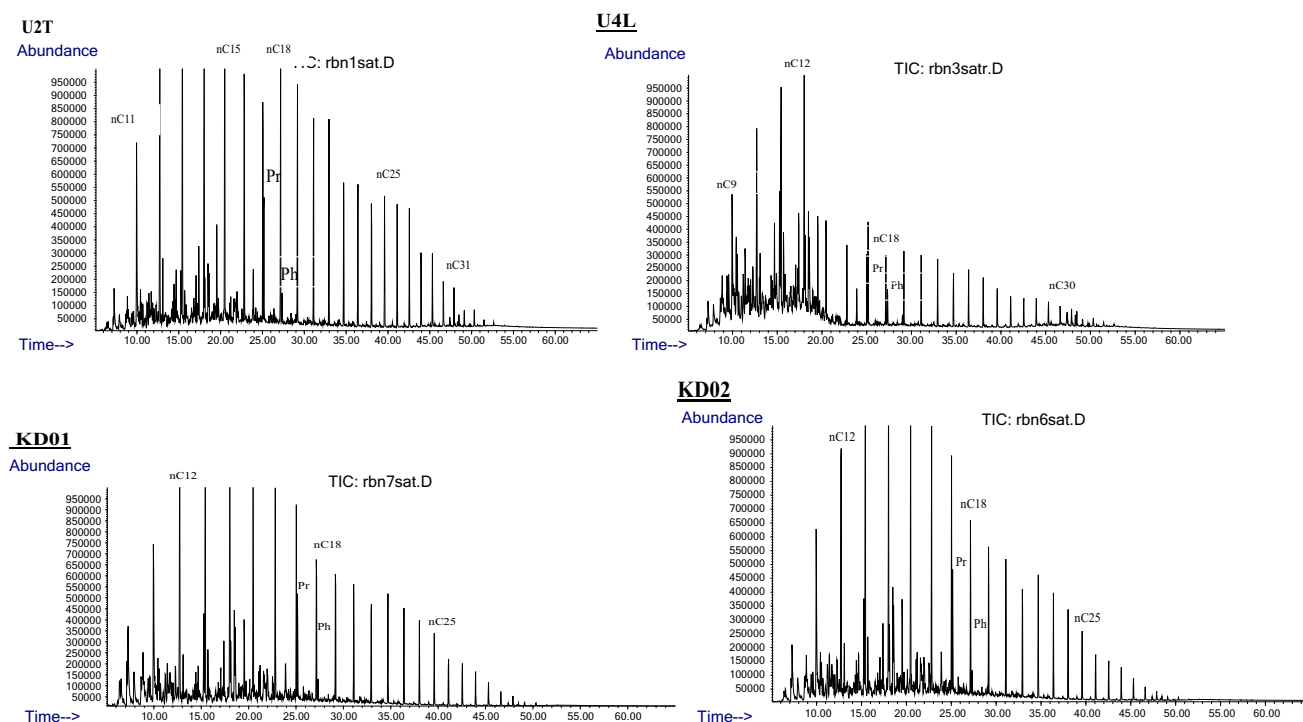 U2T
Abundance
nC15
nC18
TIC: rbn1sat.D
950000
900000
850000
800000
750000
700000
650000
600000
550000
500000
450000
400000
350000
300000
250000
200000
150000
100000
50000
nC11
Pr
Ph
nC25
nC31
10.00 15.00 20.00 25.00 30.00 35.00 40.00 45.00 50.00 55.00 60.00
Time-->
U4L
Abundance
nC12
TIC: rbn3satr.D
950000
900000
850000
800000
750000
700000
650000
600000
550000
500000
450000
400000
350000
300000
250000
200000
150000
100000
50000
nC9
nC18
Pr
Ph
nC30
10.00 15.00 20.00 25.00 30.00 35.00 40.00 45.00 50.00 55.00 60.00
Time-->
KD01
Abundance
nC12
TIC: rbn7sat.D
950000
900000
850000
800000
750000
700000
650000
600000
550000
500000
450000
400000
350000
300000
250000
200000
150000
100000
50000
nC18
Pr
Ph
nC25
10.00 15.00 20.00 25.00 30.00 35.00 40.00 45.00 50.00 55.00 60.00
Time-->
KD02
Abundance
nC12
TIC: rbn6sat.D
950000
900000
850000
800000
750000
700000
650000
600000
550000
500000
450000
400000
350000
300000
250000
200000
150000
100000
50000
nC18
Pr
Ph
nC25
10.00 15.00 20.00 25.00 30.00 35.00 40.00 45.00 50.00 55.00 60.00
Time-->